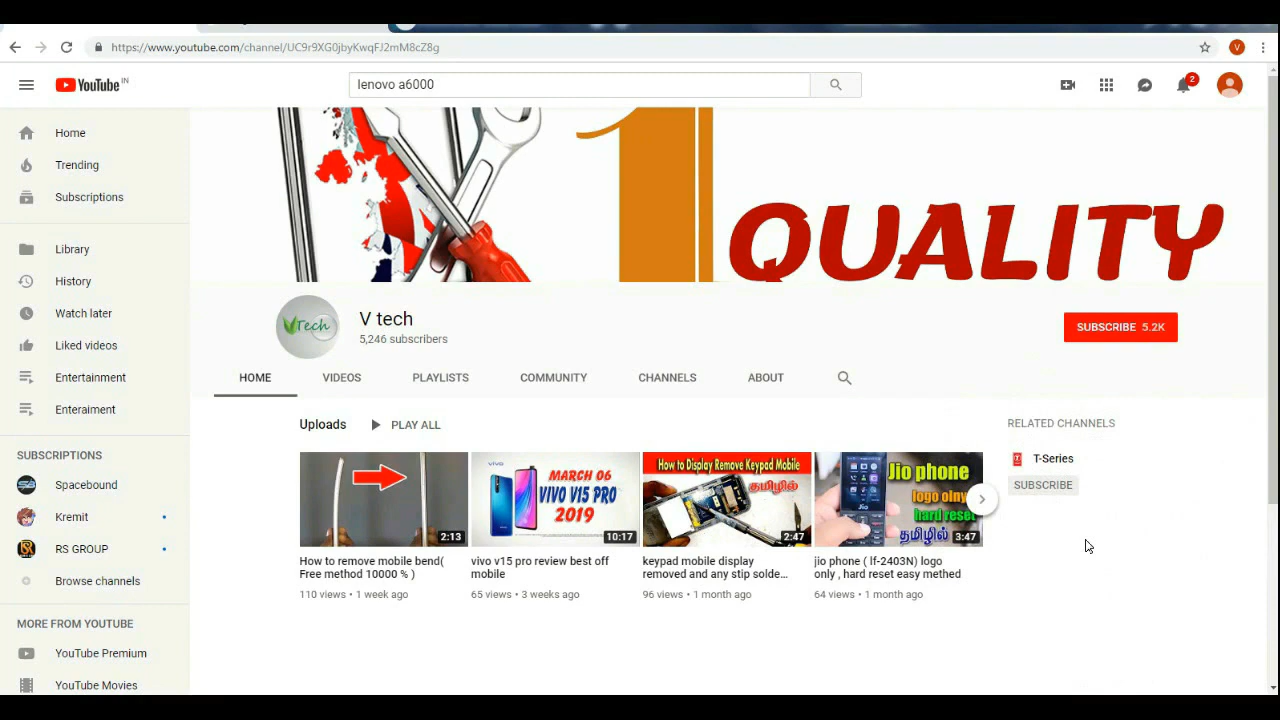 https://www.youtube.com/channel/UC9r9XG0jbyKwqFJ2mM8cZ8g
V
YouTube IN
lenovo a6000
2
Home
Trending
Subscriptions
Library
History
Watch later
Liked videos
Entertainment
Enteraiment
SUBSCRIPTIONS
Spacebound
Kremit
RS GROUP
Browse channels
MORE FROM YOUTUBE
YouTube Premium
YouTube Movies
1 QUALITY
VTech
V tech
5,246 subscribers
SUBSCRIBE 5.2K
HOME VIDEOS PLAYLISTS COMMUNITY CHANNELS ABOUT
Uploads PLAY ALL
2:13
How to remove mobile bend(
Free method 10000 % )
110 views • 1 week ago
vivo
MARCH 06
VIVO V15 PRO
2019
10:17
vivo v15 pro review best off
mobile
65 views • 3 weeks ago
How to Display Remove Keypad Mobile
தமிழில்
2:47
keypad mobile display
removed and any stip solde...
96 views • 1 month ago
Jio phone
logo olny
hard reset
தமிழில்
Jio
3:47
jio phone ( lf-2403N) logo
only , hard reset easy methed
64 views • 1 month ago
RELATED CHANNELS
T-Series
SUBSCRIBE